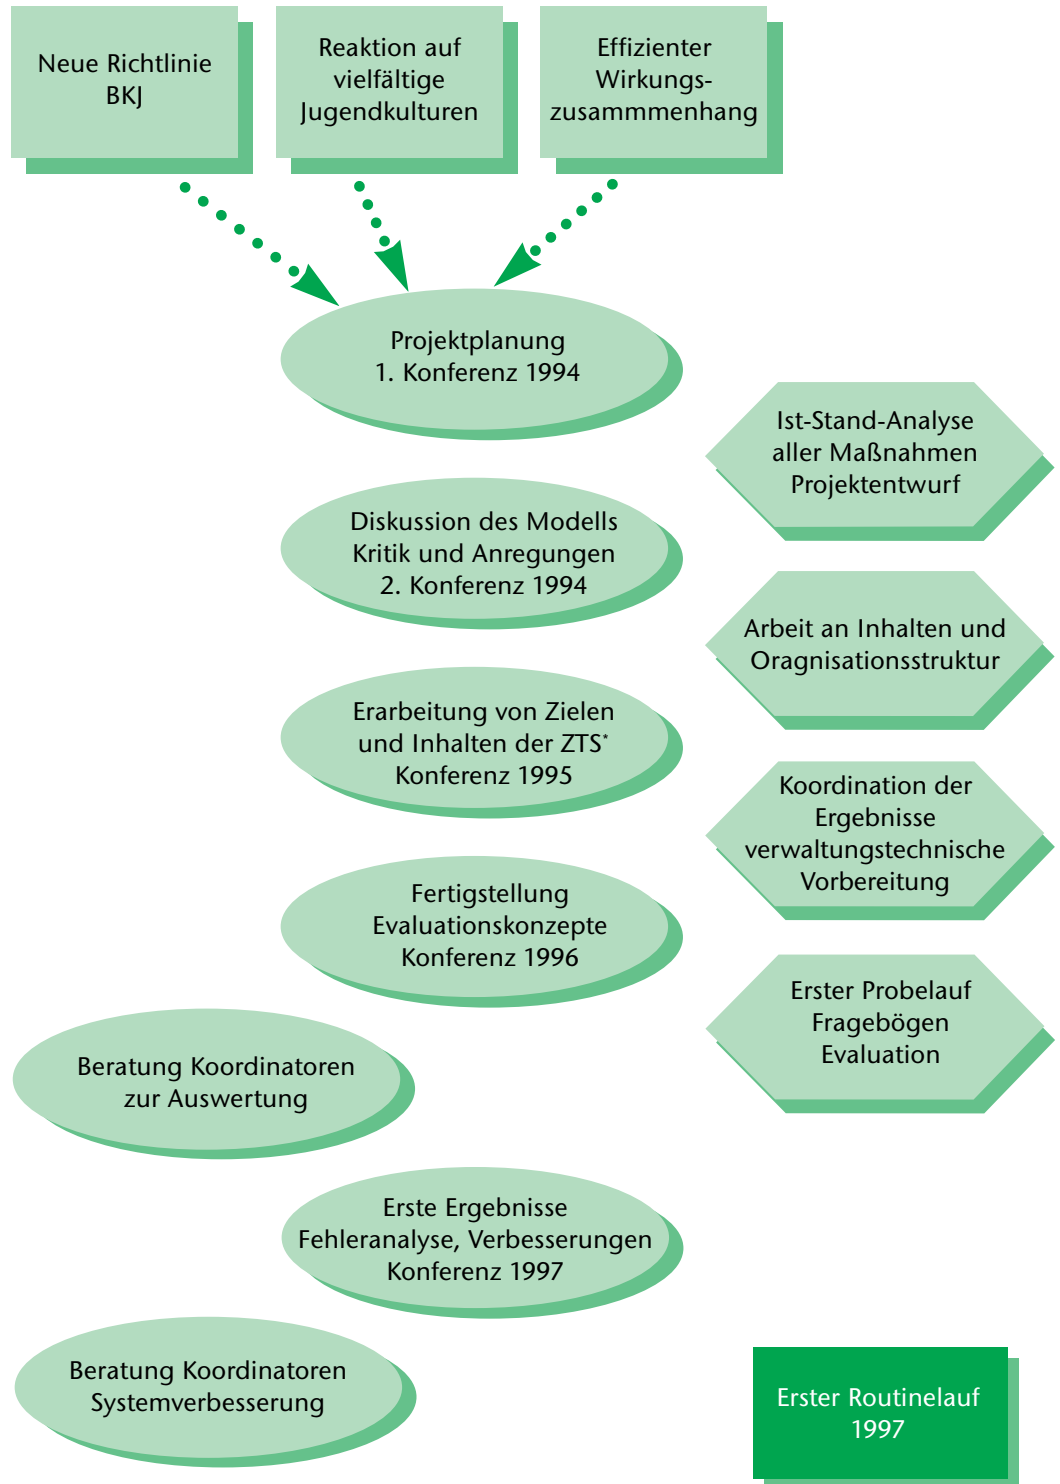 Neue Richtlinie
BKJ
Reaktion auf
vielfältige
Jugendkulturen
Effizienter
Wirkungs-
zusammmenhang
Projektplanung
1. Konferenz 1994
Ist-Stand-Analyse
aller Maßnahmen
Projektentwurf
Diskussion des Modells
Kritik und Anregungen
2. Konferenz 1994
Arbeit an Inhalten und
Oragnisationsstruktur
Erarbeitung von Zielen
und Inhalten der ZTS*
Konferenz 1995
Koordination der
Ergebnisse
verwaltungstechnische
Vorbereitung
Fertigstellung
Evaluationskonzepte
Konferenz 1996
Erster Probelauf
Fragebögen
Evaluation
Beratung Koordinatoren
zur Auswertung
Erste Ergebnisse
Fehleranalyse, Verbesserungen
Konferenz 1997
Beratung Koordinatoren
Systemverbesserung
Erster Routinelauf
1997